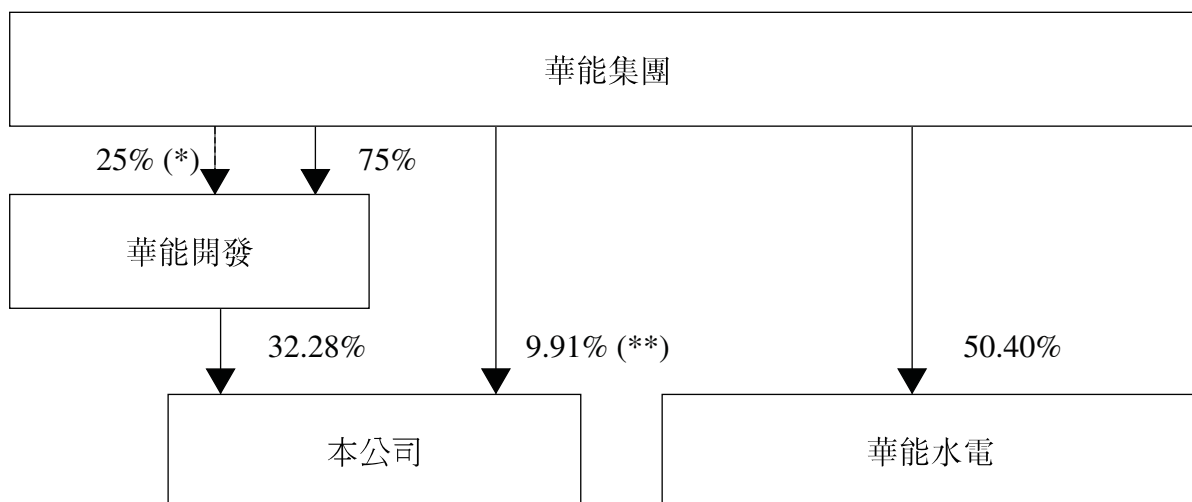 華能集團
25% (*)
75%
華能開發
32.28%
9.91% (**)
50.40%
本公司
華能水電